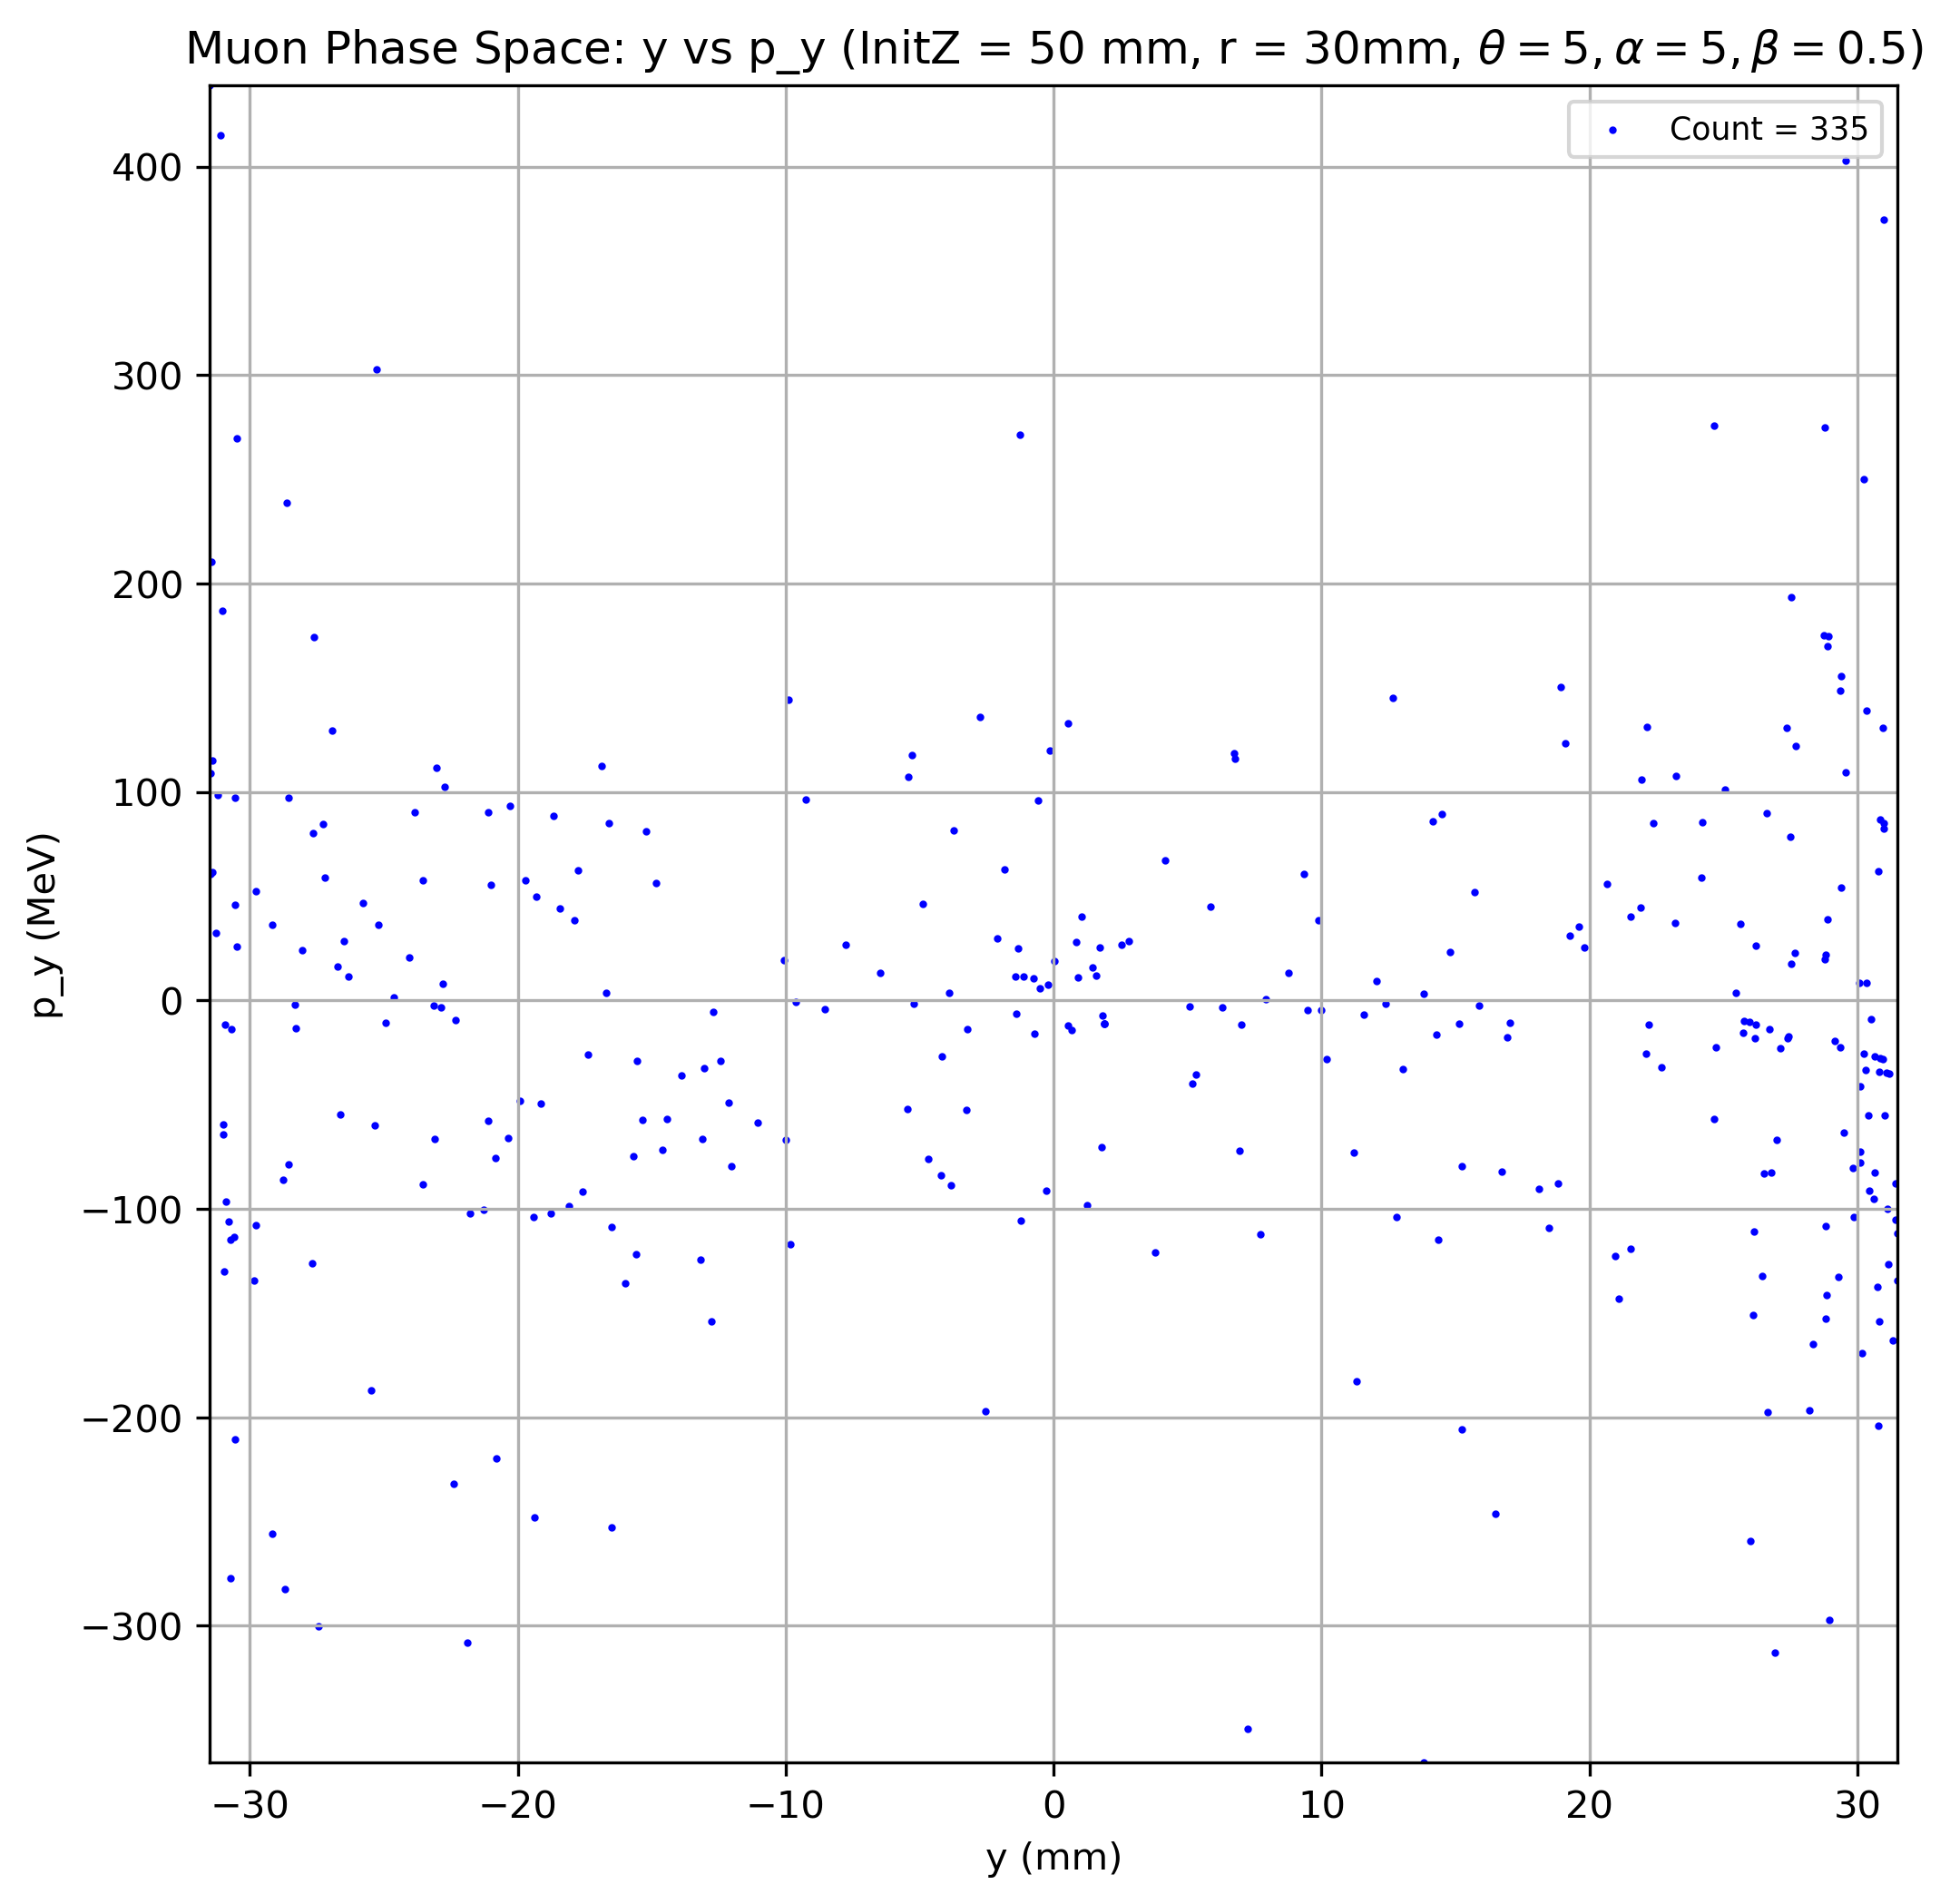 Muon Phase Space: y vs p_y (InitZ = 50 mm, r = 30mm, θ = 5, α = 5, β = 0.5)
Count = 335
400
300
200
100
0
−100
−200
−300
p_y (MeV)
−30 −20 −10 0 10 20 30
y (mm)